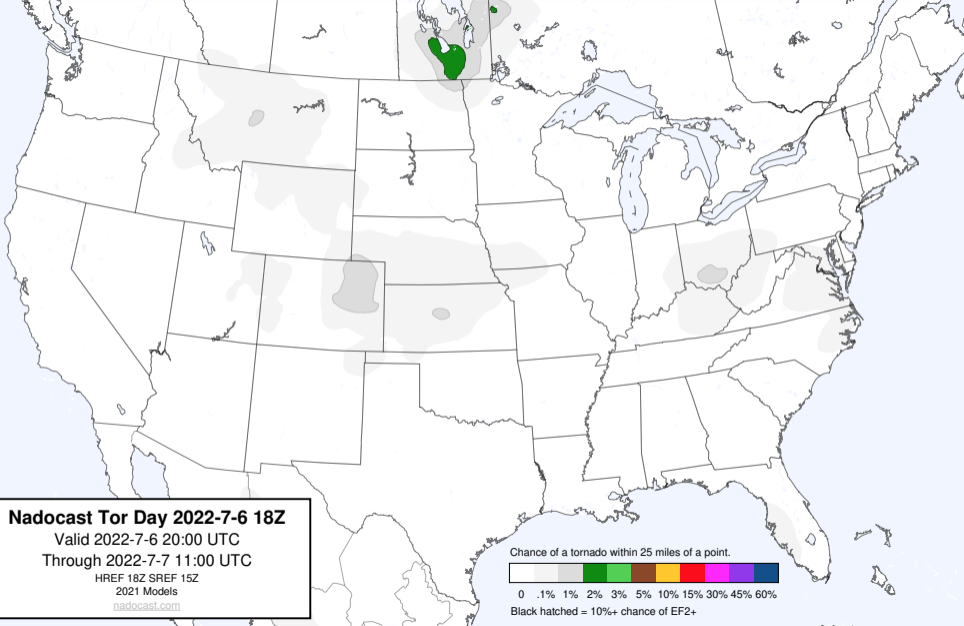 Nadocast Tor Day 2022-7-6 18Z
Valid 2022-7-6 20:00 UTC
Through 2022-7-7 11:00 UTC
HREF 18Z SREF 15Z
2021 Models
nadocast.com
Chance of a tornado within 25 miles of a point.
0 .1% 1% 2% 3% 5% 10% 15% 30% 45% 60%
Black hatched = 10%+ chance of EF2+